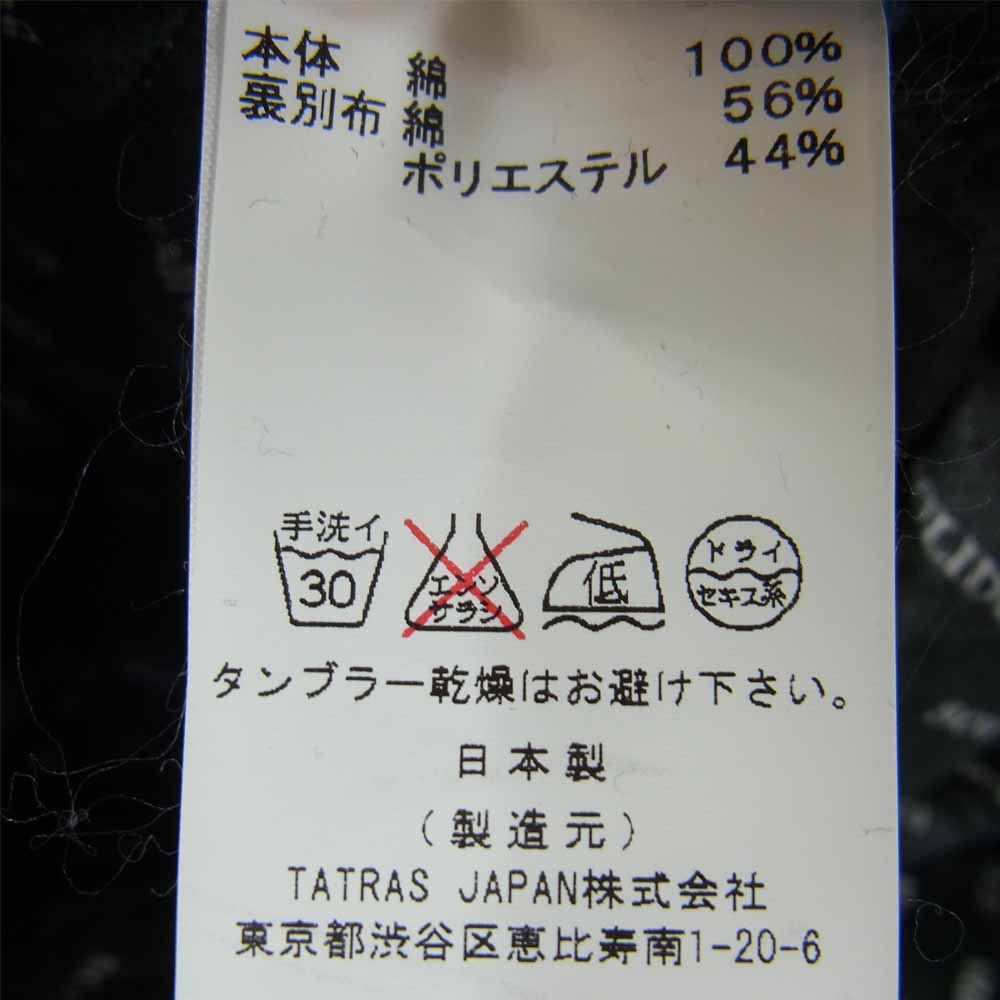 本体 綿 100%
裏別布 綿 56%
ポリエステル 44%
手洗イ
30
エンソ
サラシ
低
ドライ
セキユ系
タンブラー乾燥はお避け下さい。
日本製
(製造元)
TATRAS JAPAN株式会社
東京都渋谷区恵比寿南1-20-6